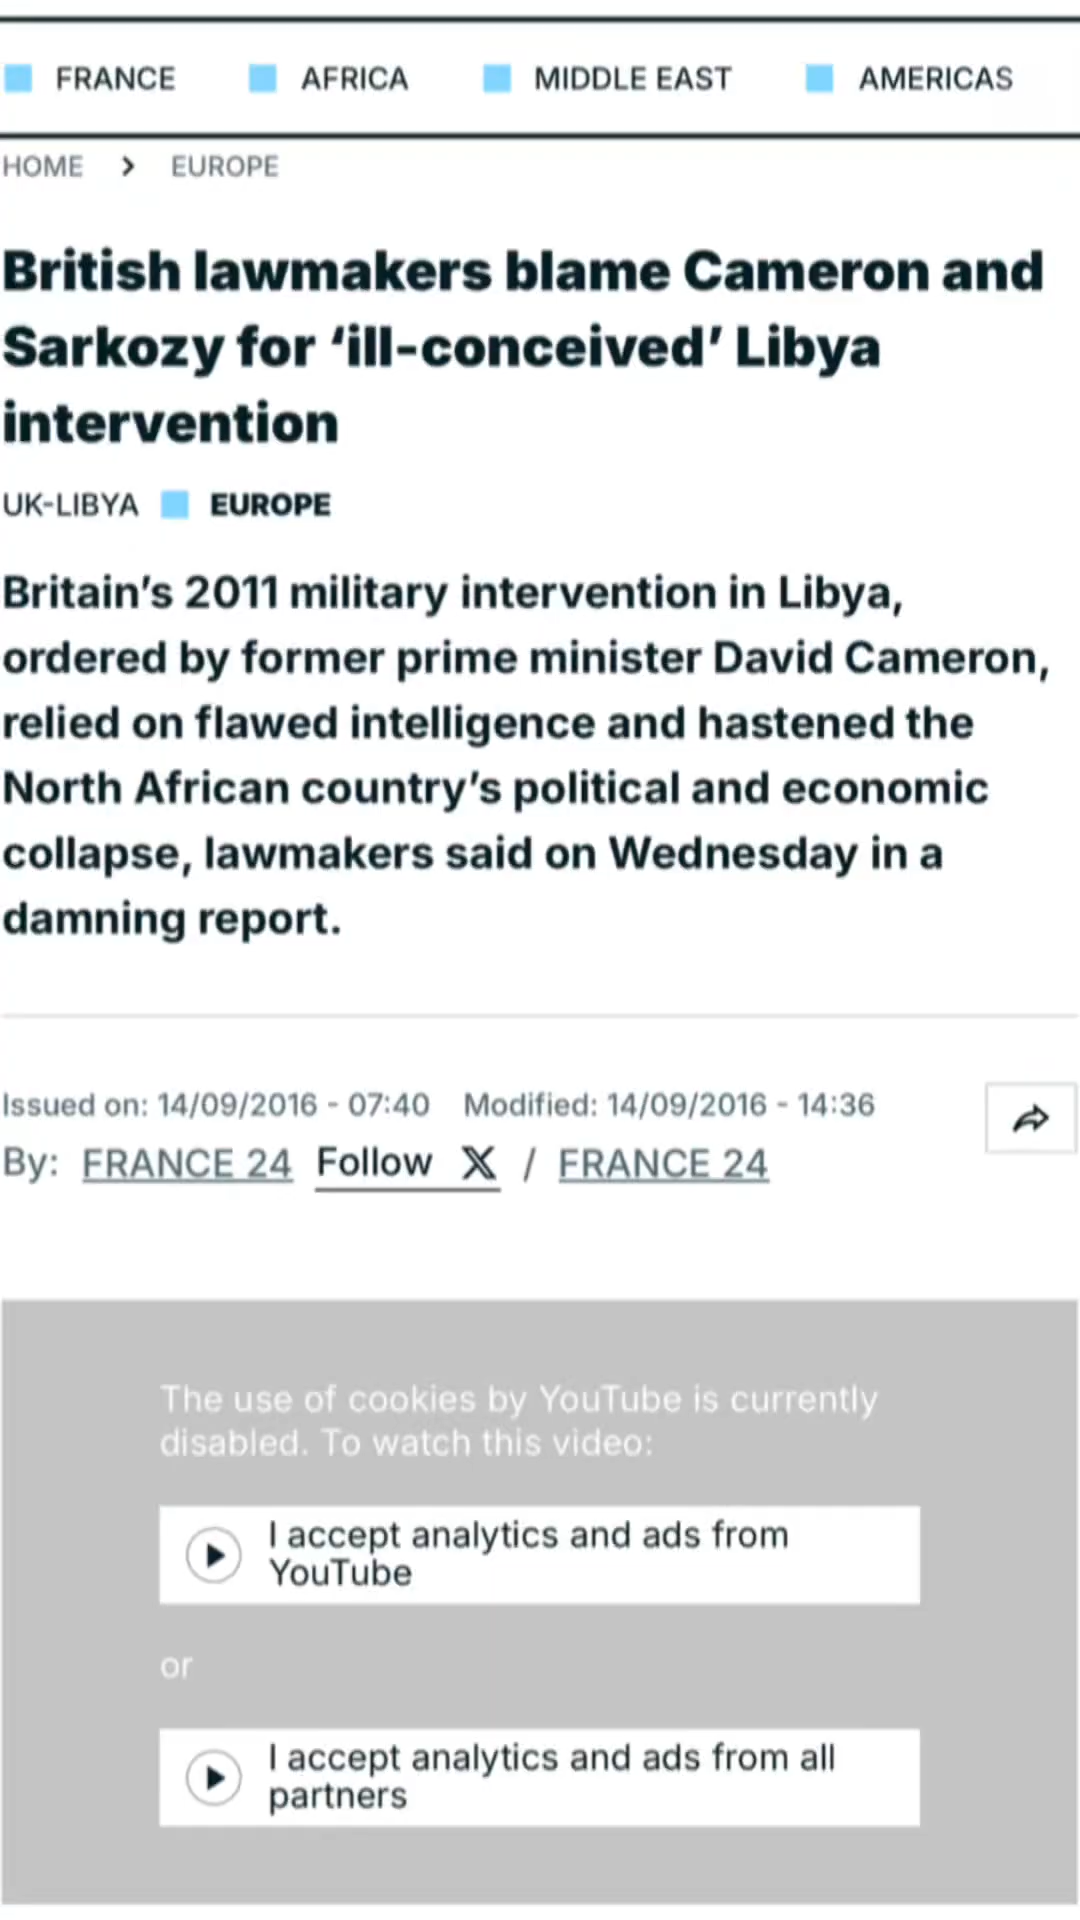 FRANCE AFRICA MIDDLE EAST AMERICAS
HOME > EUROPE
British lawmakers blame Cameron and
Sarkozy for ‘ill-conceived’ Libya
intervention
UK-LIBYA EUROPE
Britain’s 2011 military intervention in Libya,
ordered by former prime minister David Cameron,
relied on flawed intelligence and hastened the
North African country’s political and economic
collapse, lawmakers said on Wednesday in a
damning report.
Issued on: 14/09/2016 - 07:40 Modified: 14/09/2016 - 14:36
By: FRANCE 24 Follow X / FRANCE 24
The use of cookies by YouTube is currently
disabled. To watch this video:
I accept analytics and ads from
YouTube
or
I accept analytics and ads from all
partners